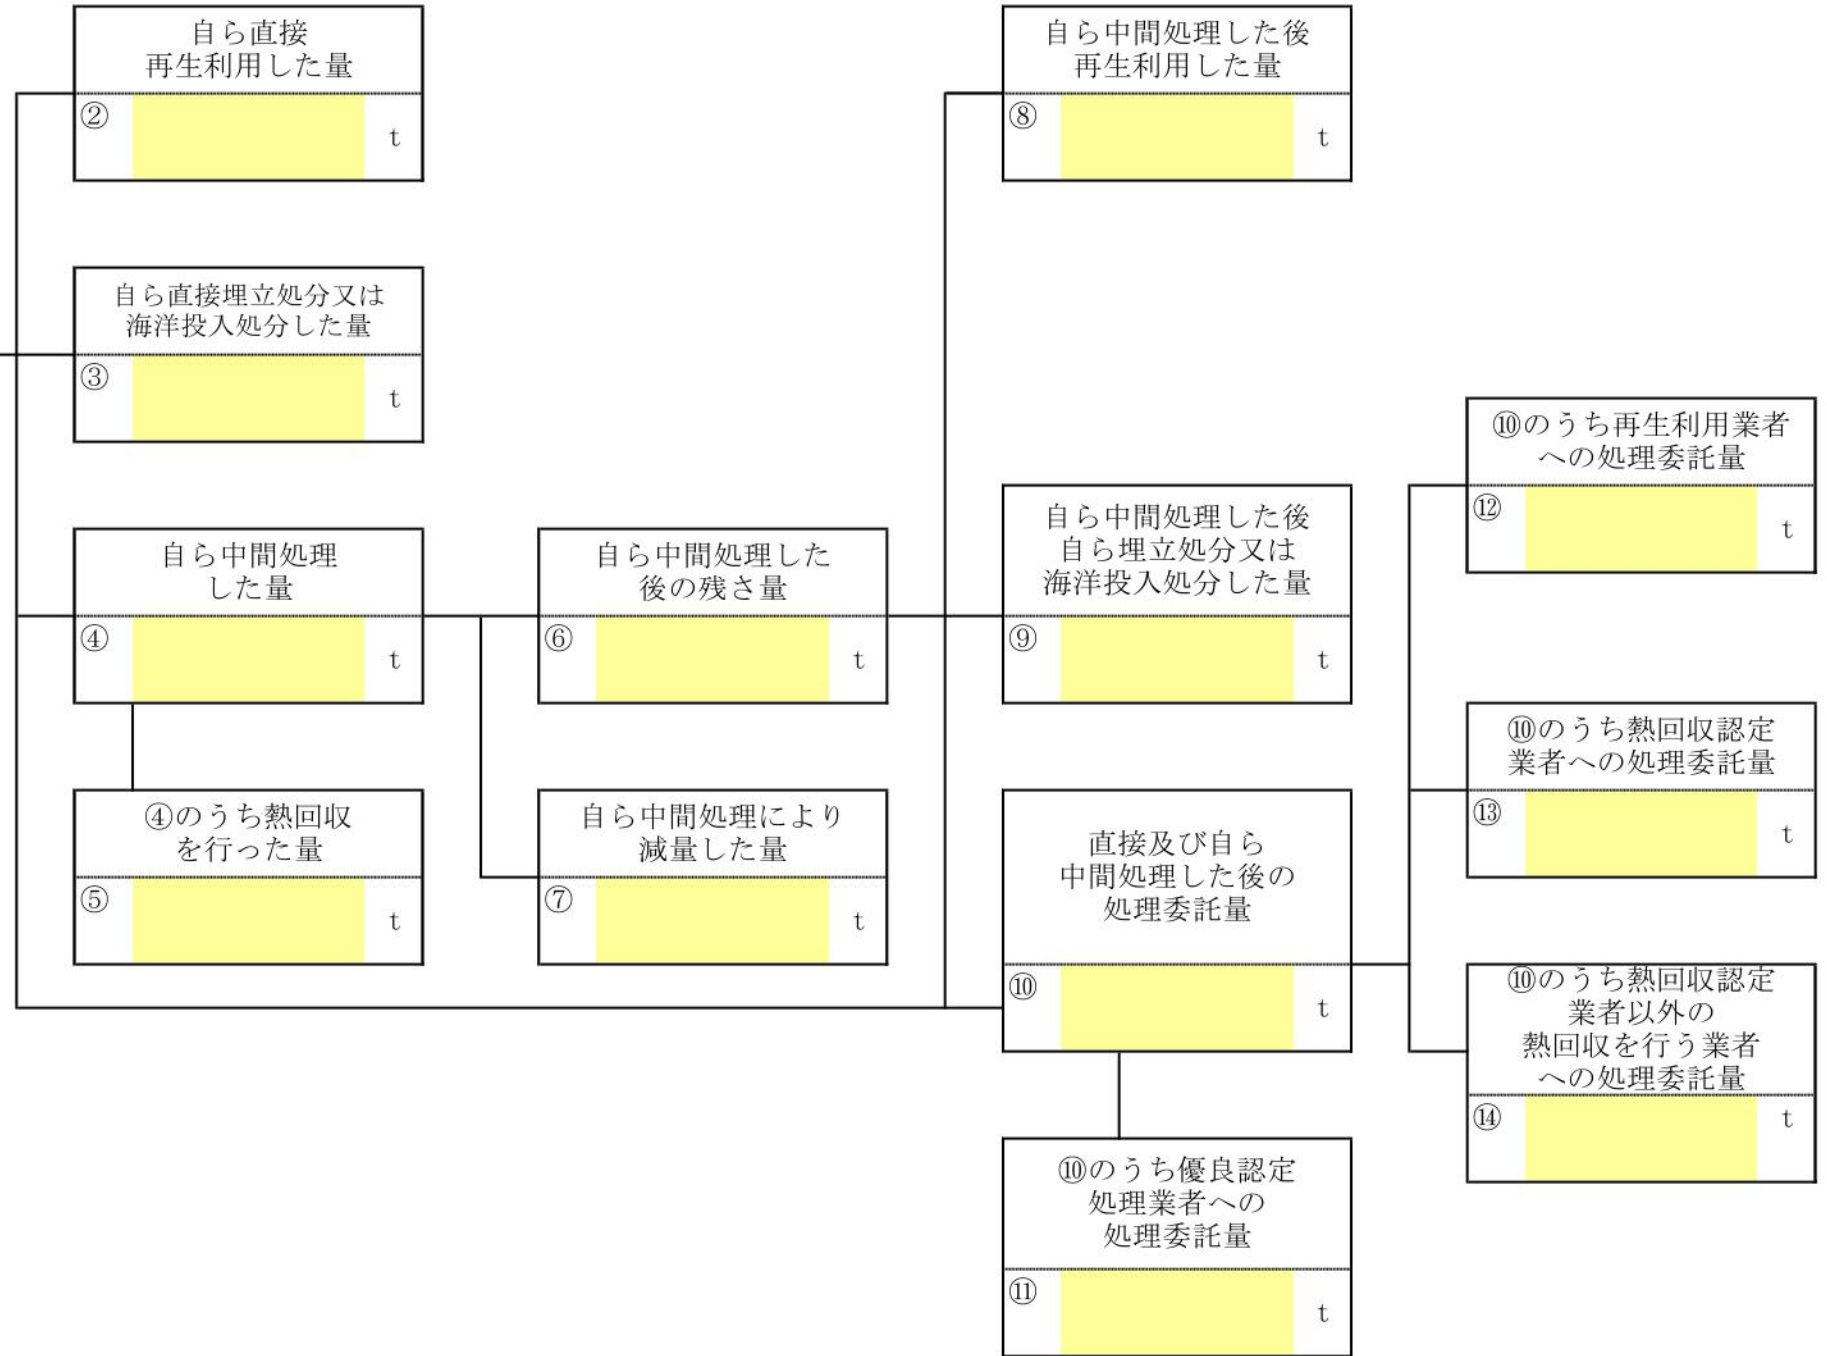 自ら直接
再生利用した量
②
t
自ら中間処理した後
再生利用した量
⑧
t
自ら直接埋立処分又は
海洋投入処分した量
③
t
⑩のうち再生利用業者
への処理委託量
⑫
t
自ら中間処理
した量
④
t
自ら中間処理した
後の残さ量
⑥
t
自ら中間処理した後
自ら埋立処分又は
海洋投入処分した量
⑨
t
⑩のうち熱回収認定
業者への処理委託量
⑬
t
④のうち熱回収
を行った量
⑤
t
自ら中間処理により
減量した量
⑦
t
直接及び自ら
中間処理した後の
処理委託量
⑩
t
⑩のうち熱回収認定
業者以外の
熱回収を行う業者
への処理委託量
⑭
t
⑩のうち優良認定
処理業者への
処理委託量
⑪
t